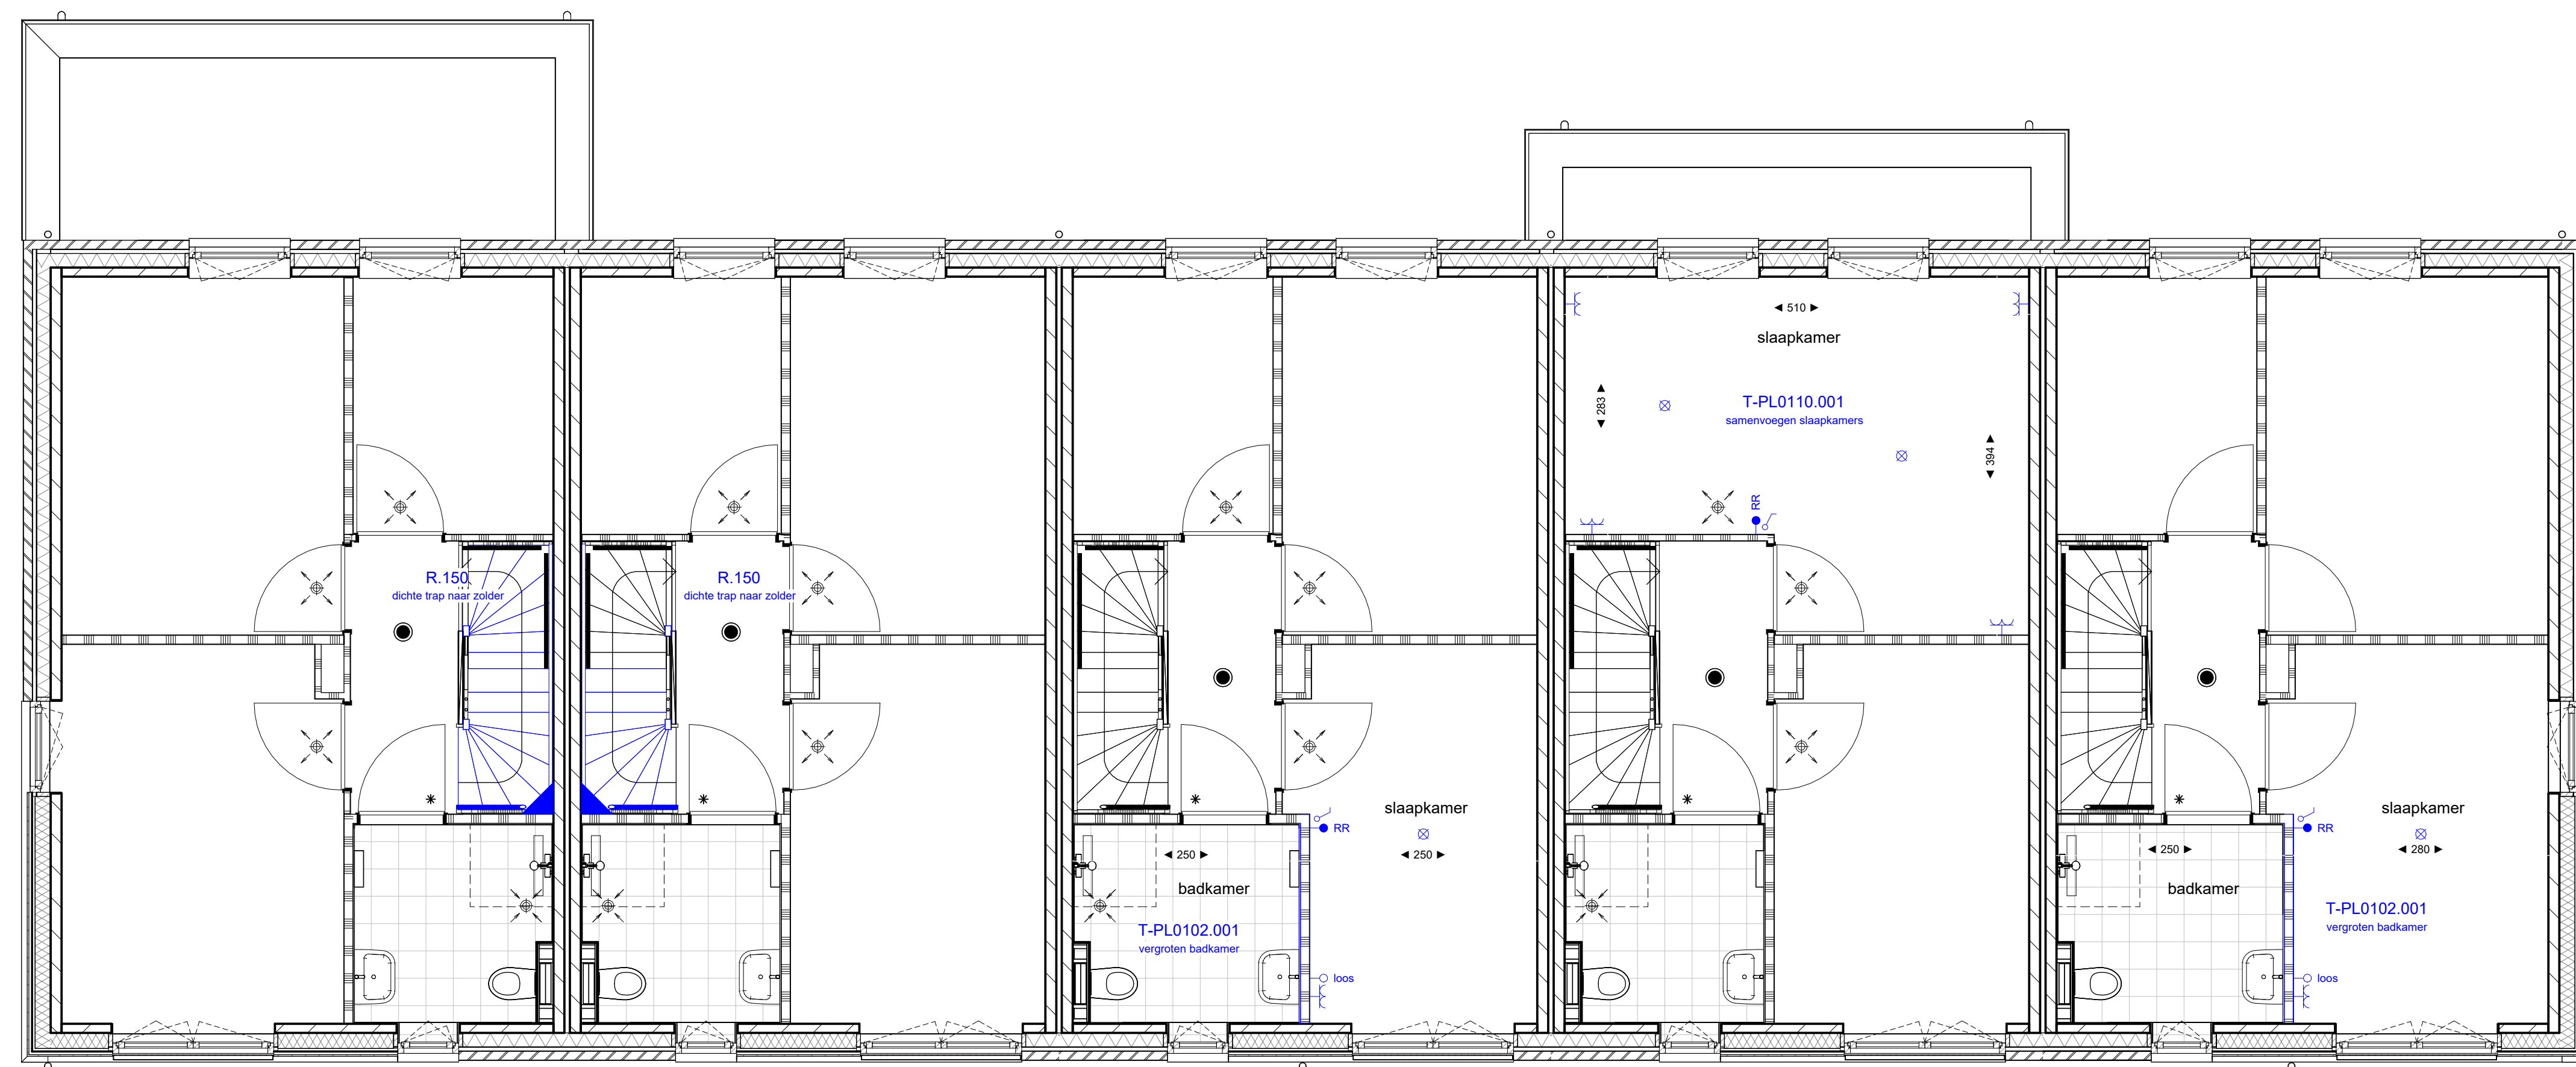 R.150
dichte trap naar zolder
R.150
dichte trap naar zolder
250
badkamer
T-PL0102.001
vergroten badkamer
RR
slaapkamer
250
loos
510
slaapkamer
283
T-PL0110.001
samenvoegen slaapkamers
394
RR
250
badkamer
RR
slaapkamer
280
T-PL0102.001
vergroten badkamer
loos